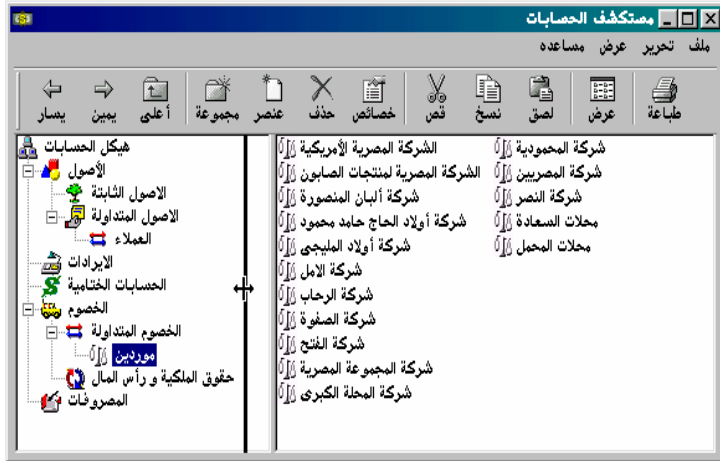 مستكشف الحسابات
ملف تحرير عرض مساعده
طباعة عرض لصق نسخ قص خصائص حذف عنصر مجموعة أعلى يمين يسار
هيكل الحسابات
الأصول
الاصول الثابتة
الاصول المتداولة
العملاء
الايرادات
الحسابات الختامية
الخصوم
الخصوم المتداولة
موردين
حقوق الملكية و رأس المال
المصروفات
الشركة المصرية الأمريكية
الشركة المصرية لمنتجات الصابون
شركة ألبان المنصورة
شركة أولاد الحاج حامد محمود
شركة أولاد المليجى
شركة الامل
شركة الرحاب
شركة الصفوة
شركة الفتح
شركة المجموعة المصرية
شركة المحلة الكبرى
شركة المحمودية
شركة المصريين
شركة النصر
محلات السعادة
محلات المحمل